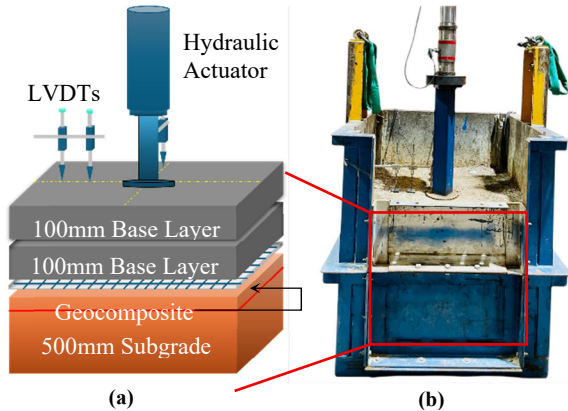 Hydraulic
Actuator
LVDTs
100mm Base Layer
100mm Base Layer
Geocomposite
500mm Subgrade
(a)
(b)